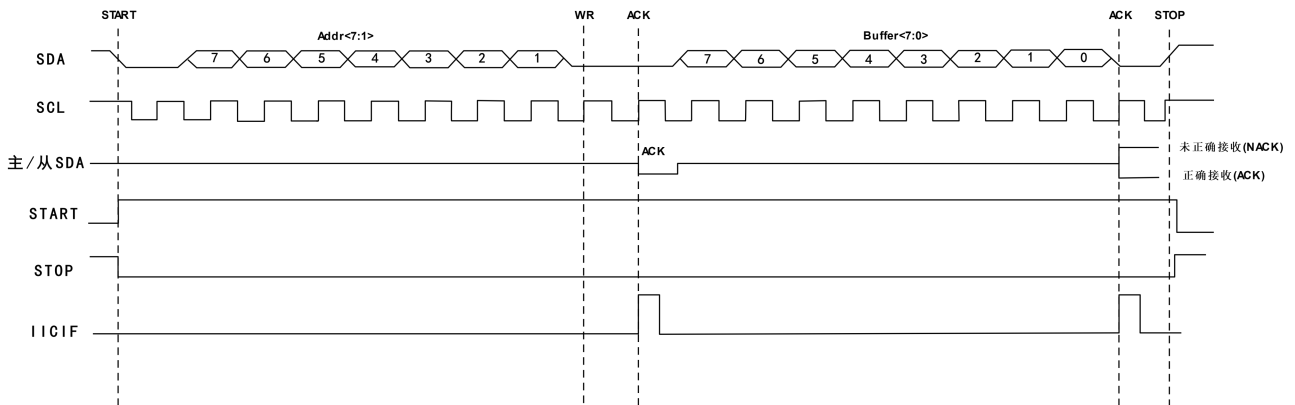 START WR ACK ACK STOP
Addr<7:1> Buffer<7:0>
SDA 7 6 5 4 3 2 1 7 6 5 4 3 2 1 0
SCL
主/从SDA ACK 未正确接收(NACK)
正确接收(ACK)
START
STOP
IICIF